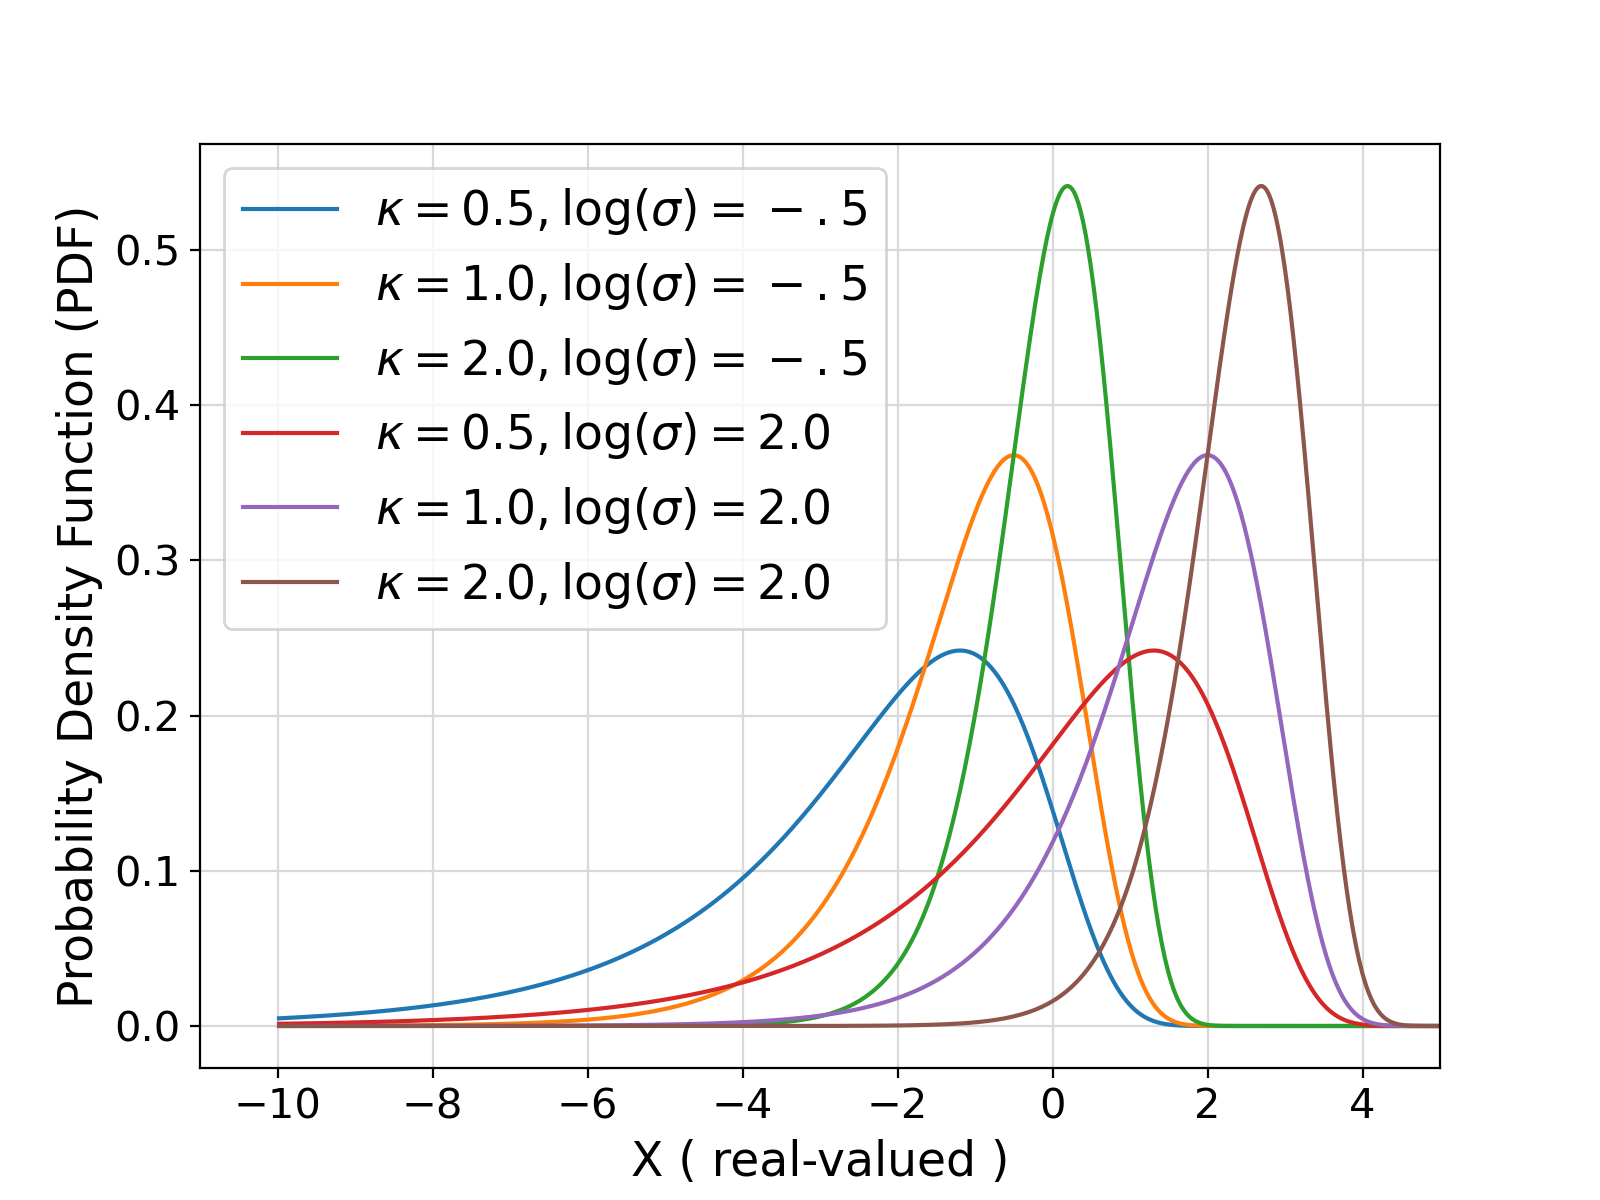 κ = 0.5, log(σ) = −.5
κ = 1.0, log(σ) = −.5
κ = 2.0, log(σ) = −.5
κ = 0.5, log(σ) = 2.0
κ = 1.0, log(σ) = 2.0
κ = 2.0, log(σ) = 2.0
Probability Density Function (PDF)
0.5
0.4
0.3
0.2
0.1
0.0
−10 −8 −6 −4 −2 0 2 4
X ( real-valued )